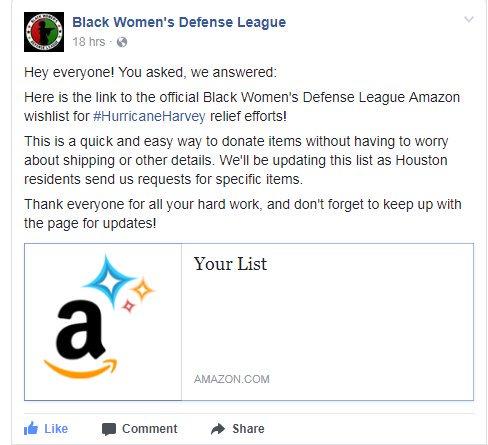 Black Women's Defense League
18 hrs ·
Hey everyone! You asked, we answered:
Here is the link to the official Black Women's Defense League Amazon
wishlist for #HurricaneHarvey relief efforts!
This is a quick and easy way to donate items without having to worry
about shipping or other details. We'll be updating this list as Houston
residents send us requests for specific items.
Thank everyone for all your hard work, and don't forget to keep up with
the page for updates!
a
Your List
AMAZON.COM
Like Comment Share